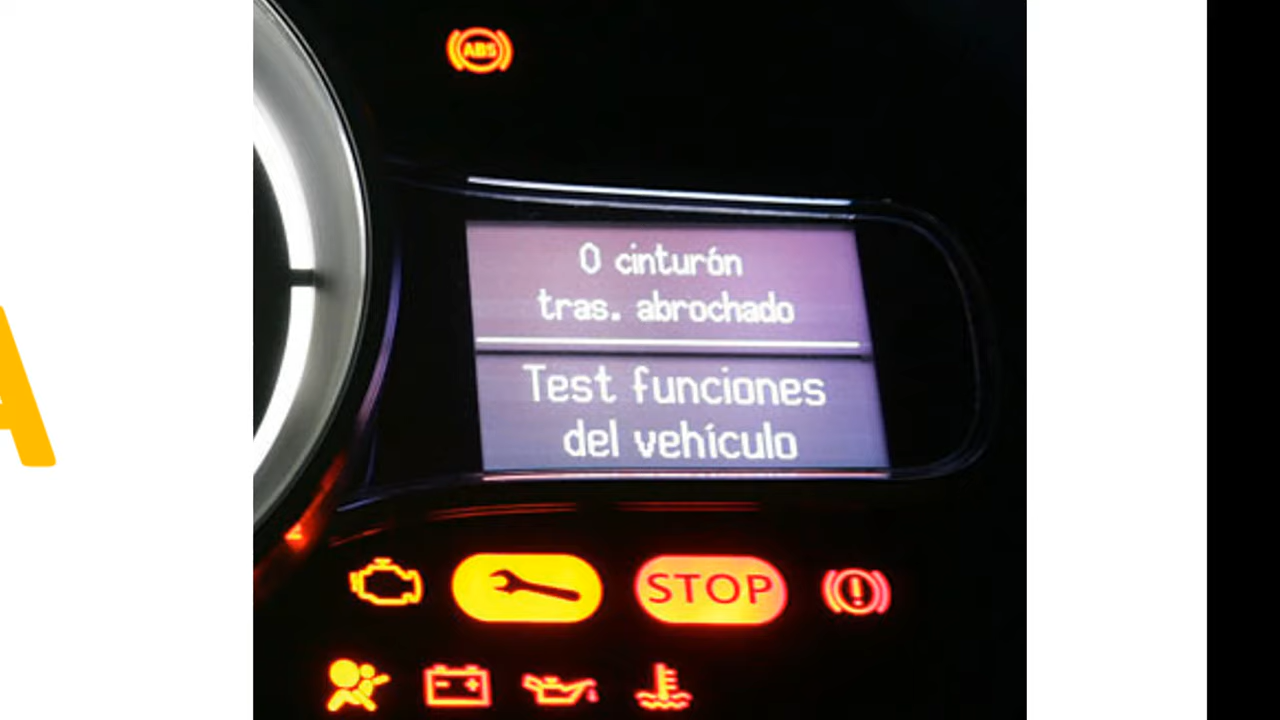 A
ABS
0 cinturón
tras. abrochado
Test funciones
del vehículo
STOP